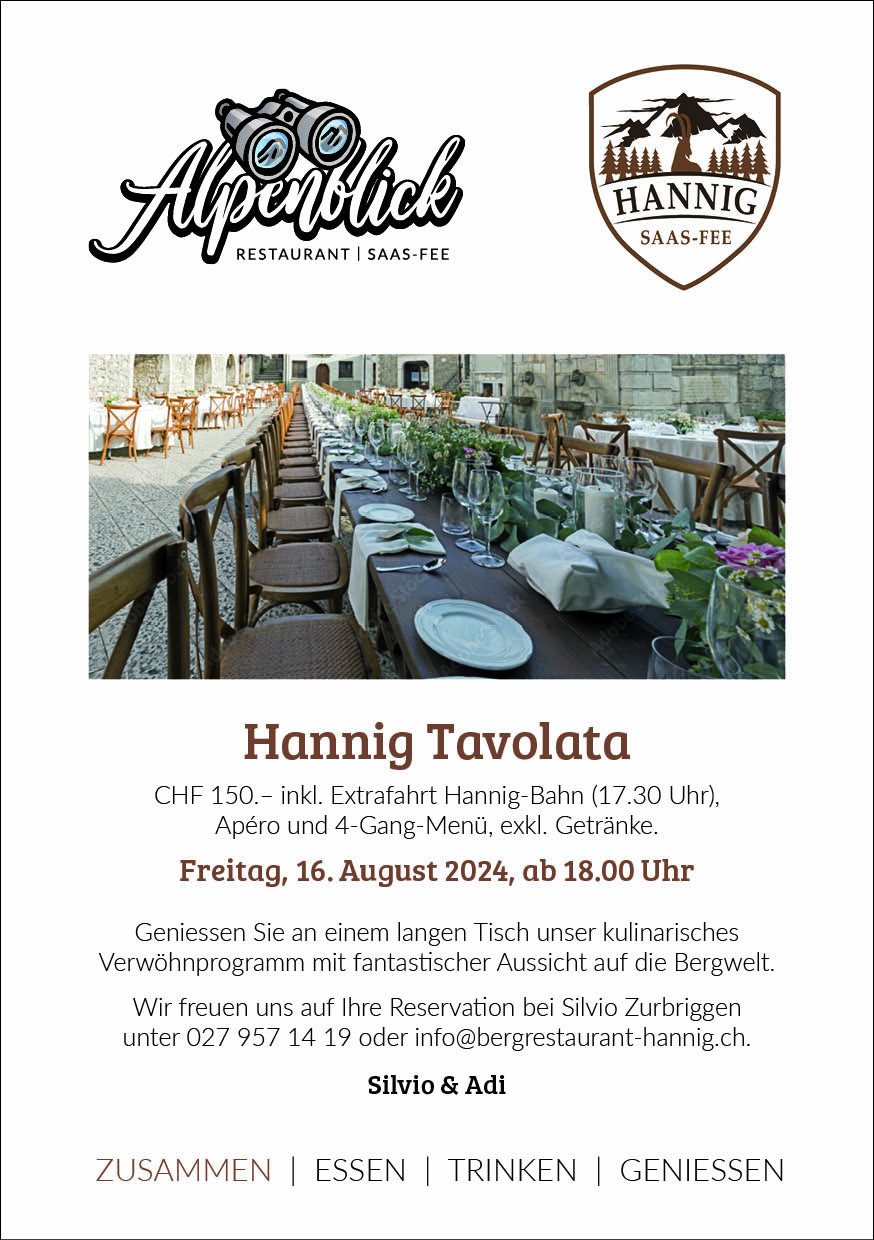 Alpenblick
RESTAURANT | SAAS-FEE
HANNIG
SAAS-FEE
Hannig Tavolata
CHF 150.– inkl. Extrafahrt Hannig-Bahn (17.30 Uhr),
Apéro und 4-Gang-Menü, exkl. Getränke.
Freitag, 16. August 2024, ab 18.00 Uhr
Geniessen Sie an einem langen Tisch unser kulinarisches
Verwöhnprogramm mit fantastischer Aussicht auf die Bergwelt.
Wir freuen uns auf Ihre Reservation bei Silvio Zurbriggen
unter 027 957 14 19 oder info@bergrestaurant-hannig.ch.
Silvio & Adi
ZUSAMMEN | ESSEN | TRINKEN | GENIESSEN